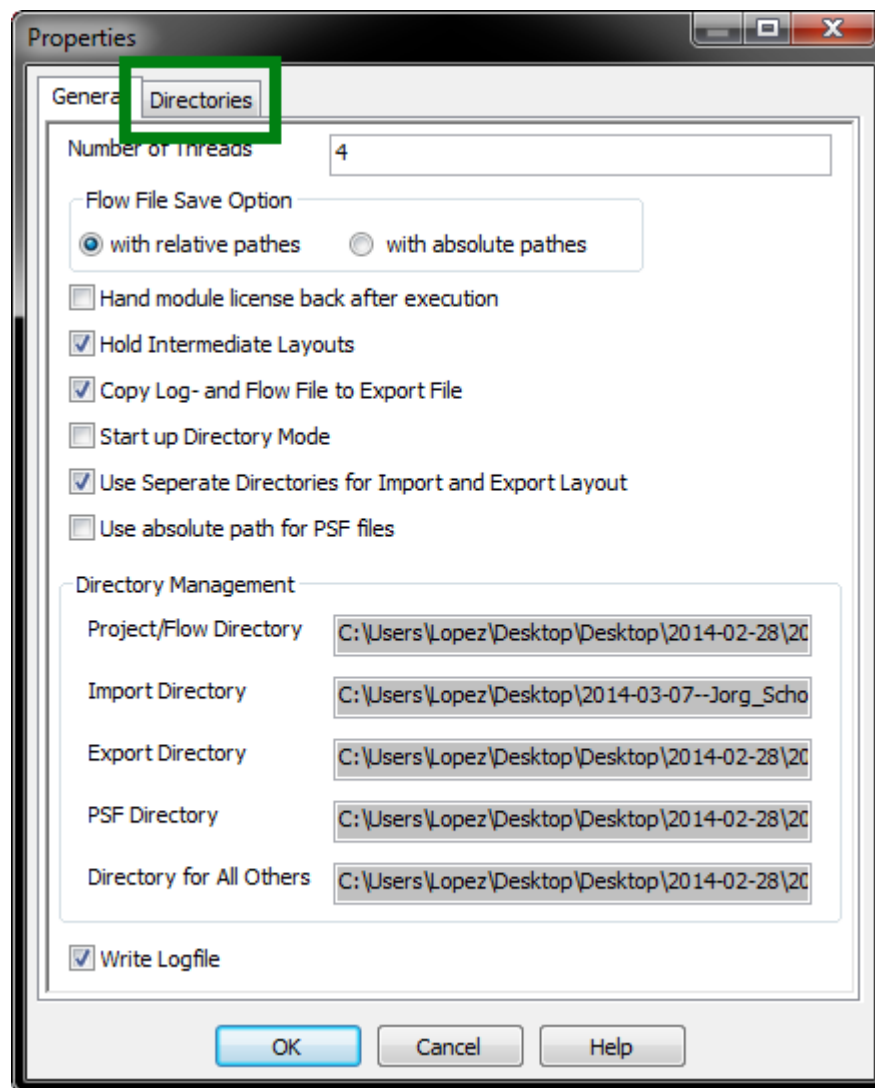 Properties
General Directories
Number of Threads 4
Flow File Save Option
with relative pathes with absolute pathes
Hand module license back after execution
Hold Intermediate Layouts
Copy Log- and Flow File to Export File
Start up Directory Mode
Use Seperate Directories for Import and Export Layout
Use absolute path for PSF files
Directory Management
Project/Flow Directory C:\Users\Lopez\Desktop\Desktop\2014-02-28\20
Import Directory C:\Users\Lopez\Desktop\2014-03-07--Jorg_Scho
Export Directory C:\Users\Lopez\Desktop\Desktop\2014-02-28\20
PSF Directory C:\Users\Lopez\Desktop\Desktop\2014-02-28\20
Directory for All Others C:\Users\Lopez\Desktop\Desktop\2014-02-28\20
Write Logfile
OK Cancel Help